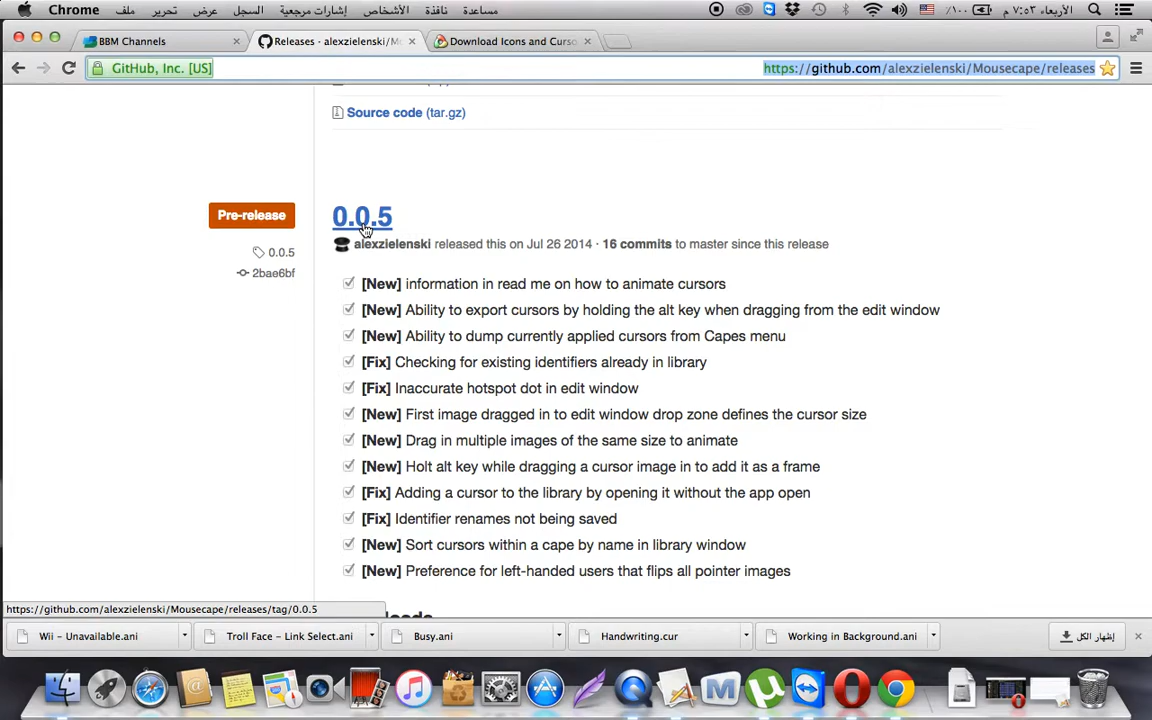 Chrome ملف تحرير عرض السجل إشارات مرجعية الأشخاص نافذة مساعدة ١٠٠٪ الأربعاء ٧:٥٣ م
BBM Channels
Releases · alexzielenski/Mo
Download Icons and Curso
GitHub, Inc. [US]
https://github.com/alexzielenski/Mousecape/releases
Source code (tar.gz)
Pre-release
0.0.5
alexzielenski released this on Jul 26 2014 · 16 commits to master since this release
0.0.5
2bae6bf
[New] information in read me on how to animate cursors
[New] Ability to export cursors by holding the alt key when dragging from the edit window
[New] Ability to dump currently applied cursors from Capes menu
[Fix] Checking for existing identifiers already in library
[Fix] Inaccurate hotspot dot in edit window
[New] First image dragged in to edit window drop zone defines the cursor size
[New] Drag in multiple images of the same size to animate
[New] Holt alt key while dragging a cursor image in to add it as a frame
[Fix] Adding a cursor to the library by opening it without the app open
[Fix] Identifier renames not being saved
[New] Sort cursors within a cape by name in library window
[New] Preference for left-handed users that flips all pointer images
https://github.com/alexzielenski/Mousecape/releases/tag/0.0.5
Wii - Unavailable.ani
Troll Face - Link Select.ani
Busy.ani
Handwriting.cur
Working in Background.ani
إظهار الكل